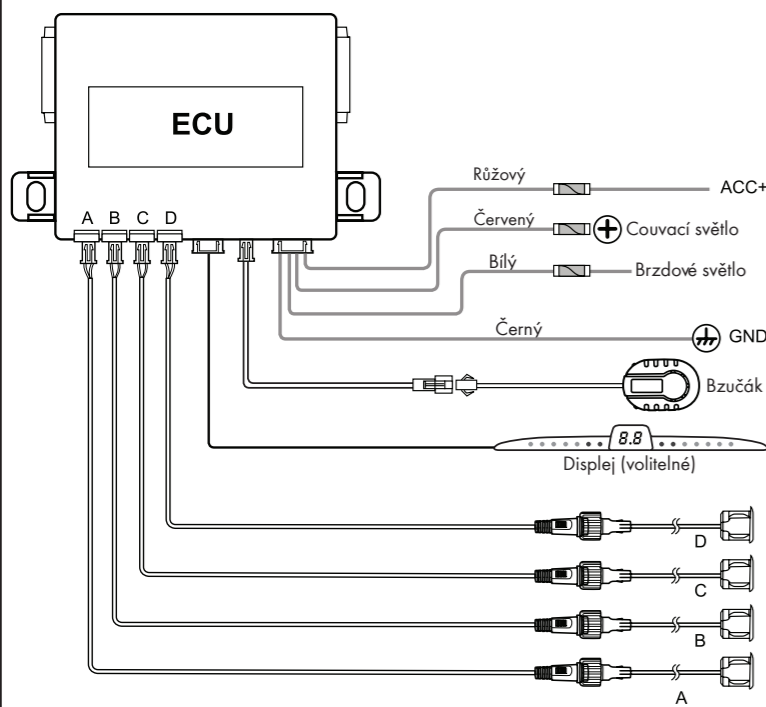 ECU
A B C D
Růžový
ACC+
Červený
Couvací světlo
Bílý
Brzdové světlo
Černý
GND
Bzučák
8.8
Displej (volitelné)
D
C
B
A